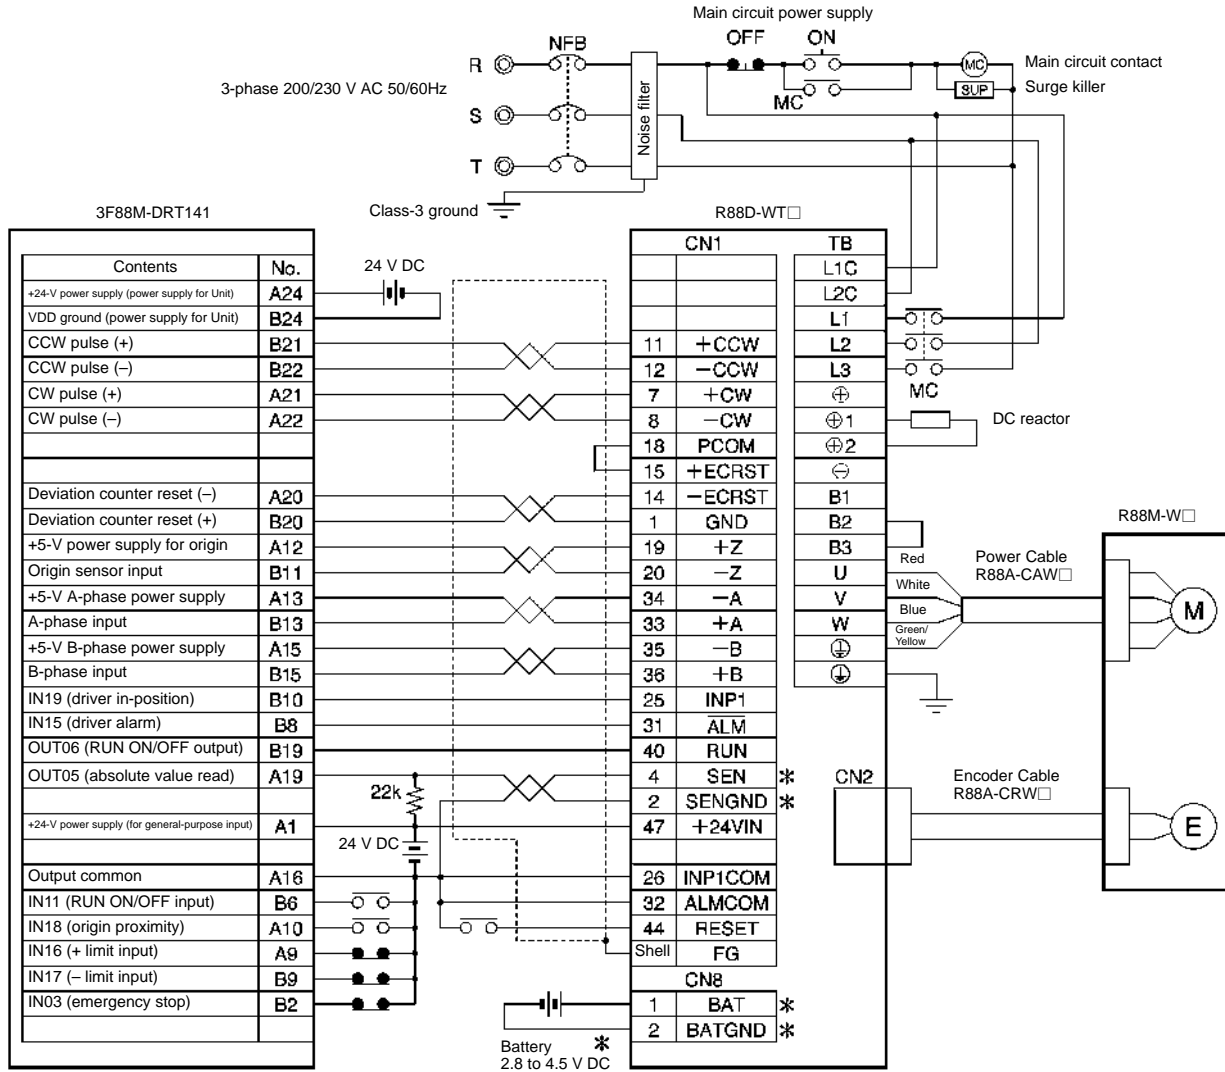 Main circuit power supply
OFF ON
NFB
R
MC
Main circuit contact
3-phase 200/230 V AC 50/60Hz
MC
SUP
Surge killer
S
Noise filter
T
Class-3 ground
3F88M-DRT141
R88D-WT□
Contents No.
+24-V power supply (power supply for Unit) A24
VDD ground (power supply for Unit) B24
CCW pulse (+) B21
CCW pulse (–) B22
CW pulse (+) A21
CW pulse (–) A22
Deviation counter reset (–) A20
Deviation counter reset (+) B20
+5-V power supply for origin A12
Origin sensor input B11
+5-V A-phase power supply A13
A-phase input B13
+5-V B-phase power supply A15
B-phase input B15
IN19 (driver in-position) B10
IN15 (driver alarm) B8
OUT06 (RUN ON/OFF output) B19
OUT05 (absolute value read) A19
+24-V power supply (for general-purpose input) A1
Output common A16
IN11 (RUN ON/OFF input) B6
IN18 (origin proximity) A10
IN16 (+ limit input) A9
IN17 (– limit input) B9
IN03 (emergency stop) B2
24 V DC
22k
24 V DC
CN1
11 +CCW
12 −CCW
7 +CW
8 −CW
18 PCOM
15 +ECRST
14 −ECRST
1 GND
19 +Z
20 −Z
34 −A
33 +A
35 −B
36 +B
25 INP1
31 ALM
40 RUN
4 SEN *
2 SENGND *
47 +24VIN
26 INP1COM
32 ALMCOM
44 RESET
Shell FG
CN8
1 BAT *
2 BATGND *
Battery *
2.8 to 4.5 V DC
TB
L1C
L2C
L1
L2
L3
⊕
⊕1
⊕2
⊖
B1
B2
B3
U
V
W
MC
DC reactor
Red
White
Blue
Green/
Yellow
Power Cable
R88A-CAW□
R88M-W□
M
CN2
Encoder Cable
R88A-CRW□
E